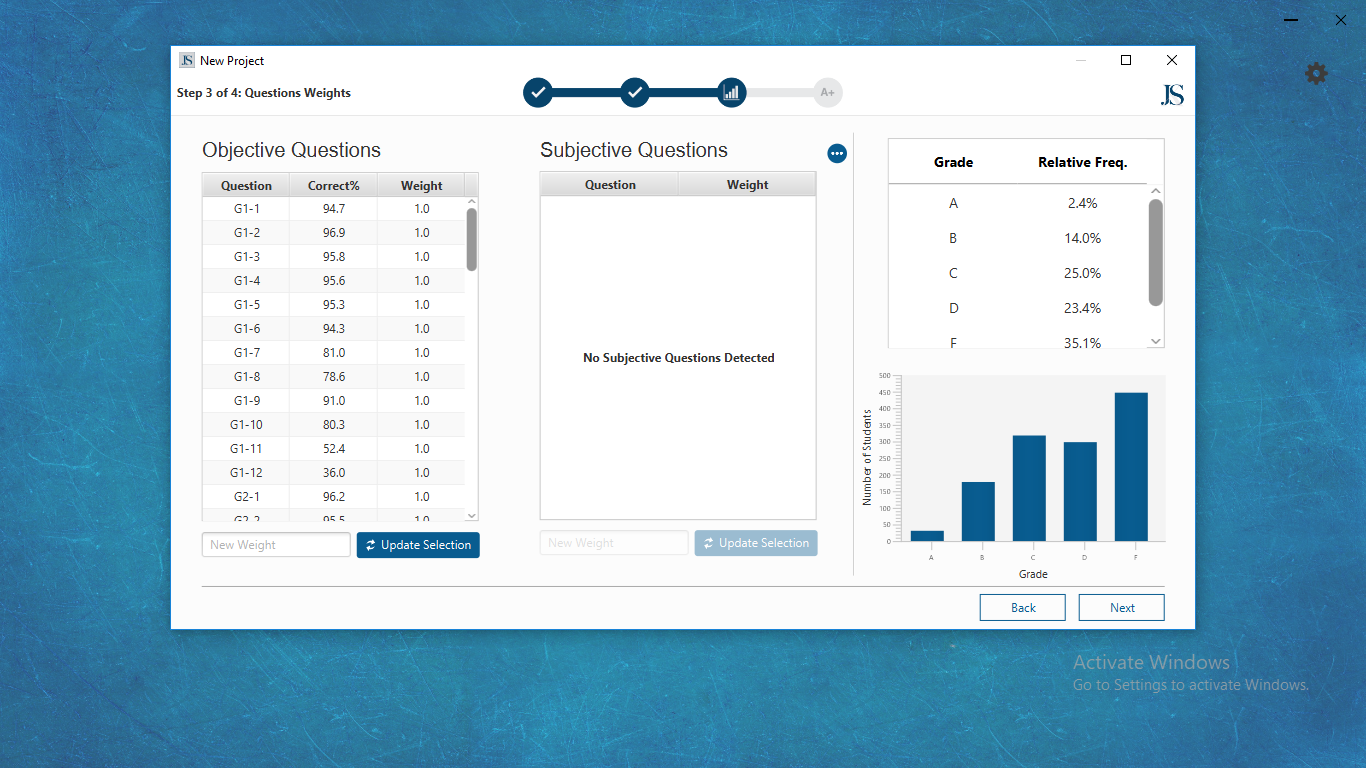 JS New Project
Step 3 of 4: Questions Weights
A+
JS
Objective Questions
Question Correct% Weight
G1-1 94.7 1.0
G1-2 96.9 1.0
G1-3 95.8 1.0
G1-4 95.6 1.0
G1-5 95.3 1.0
G1-6 94.3 1.0
G1-7 81.0 1.0
G1-8 78.6 1.0
G1-9 91.0 1.0
G1-10 80.3 1.0
G1-11 52.4 1.0
G1-12 36.0 1.0
G2-1 96.2 1.0
G2-2 95.5 1.0
New Weight Update Selection
Subjective Questions
Question Weight
No Subjective Questions Detected
New Weight Update Selection
Grade Relative Freq.
A 2.4%
B 14.0%
C 25.0%
D 23.4%
F 35.1%
500
450
400
350
300
250
200
150
100
50
0
Number of Students
A B C D F
Grade
Back Next
Activate Windows
Go to Settings to activate Windows.